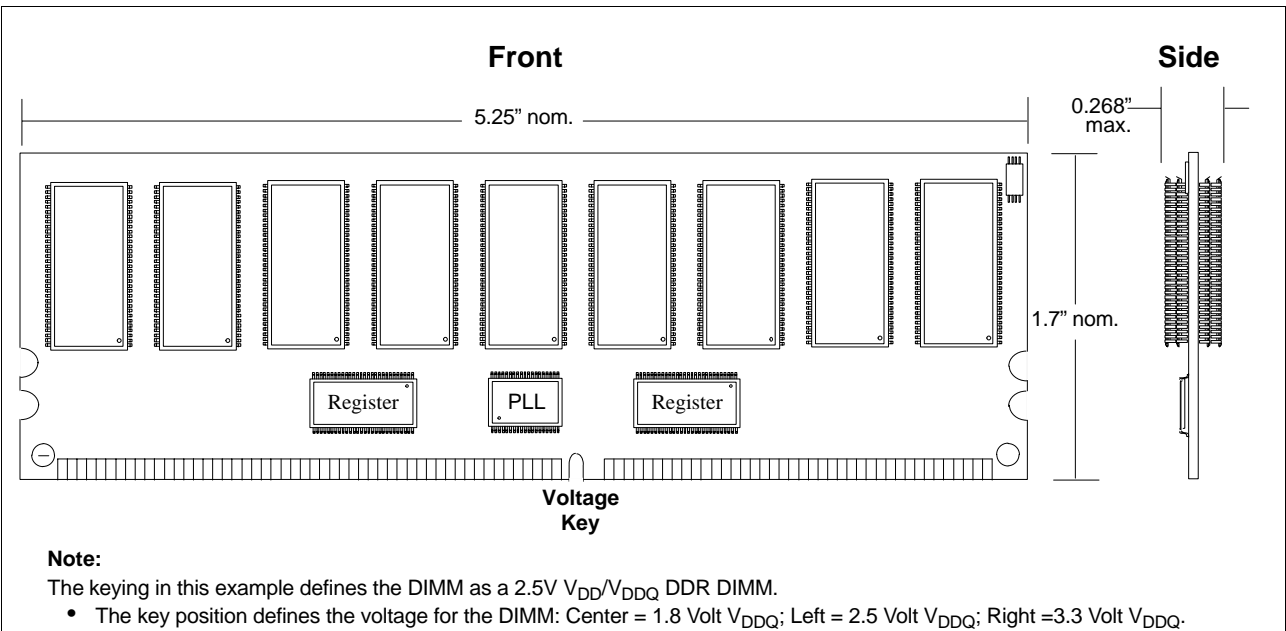 Front
Side
5.25” nom.
0.268”
max.
1.7” nom.
Register
PLL
Register
Voltage
Key
Note:
The keying in this example defines the DIMM as a 2.5V VDD/VDDQ DDR DIMM.
• The key position defines the voltage for the DIMM: Center = 1.8 Volt VDDQ; Left = 2.5 Volt VDDQ; Right =3.3 Volt VDDQ.